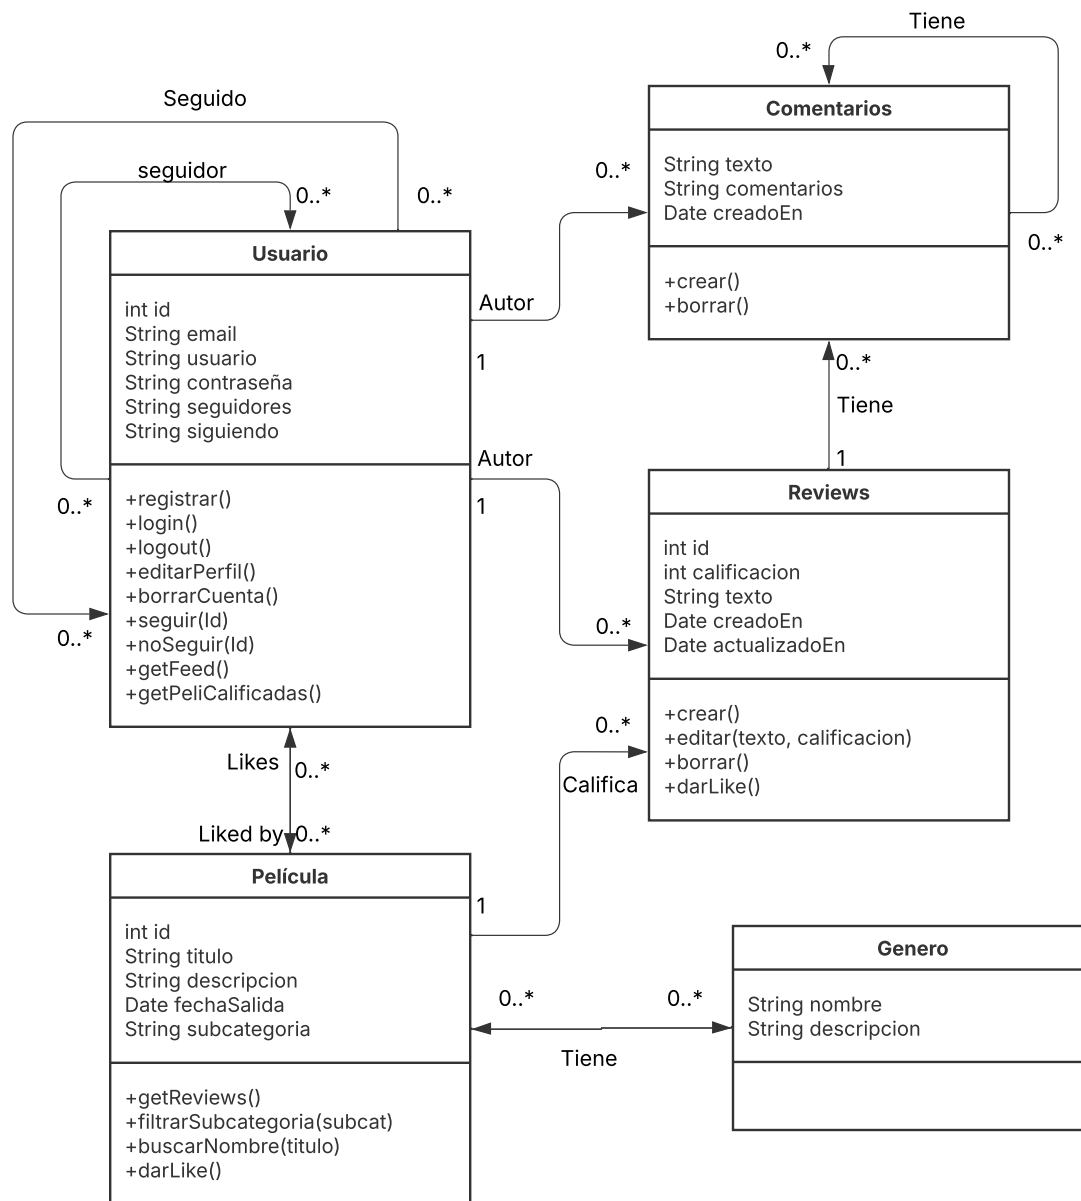 Tiene
0..*
Comentarios
String texto
String comentarios
Date creadoEn
+crear()
+borrar()
0..*
Seguido
seguidor
0..*
0..*
0..*
Usuario
int id
String email
String usuario
String contraseña
String seguidores
String siguiendo
+registrar()
+login()
+logout()
+editarPerfil()
+borrarCuenta()
+seguir(Id)
+noSeguir(Id)
+getFeed()
+getPeliCalificadas()
0..*
0..*
Autor
1
Autor
1
0..*
Tiene
1
Reviews
int id
int calificacion
String texto
Date creadoEn
Date actualizadoEn
+crear()
+editar(texto, calificacion)
+borrar()
+darLike()
0..*
0..*
Califica
Likes
0..*
Liked by
0..*
Película
int id
String titulo
String descripcion
Date fechaSalida
String subcategoria
+getReviews()
+filtrarSubcategoria(subcat)
+buscarNombre(titulo)
+darLike()
1
0..*
0..*
Tiene
Genero
String nombre
String descripcion